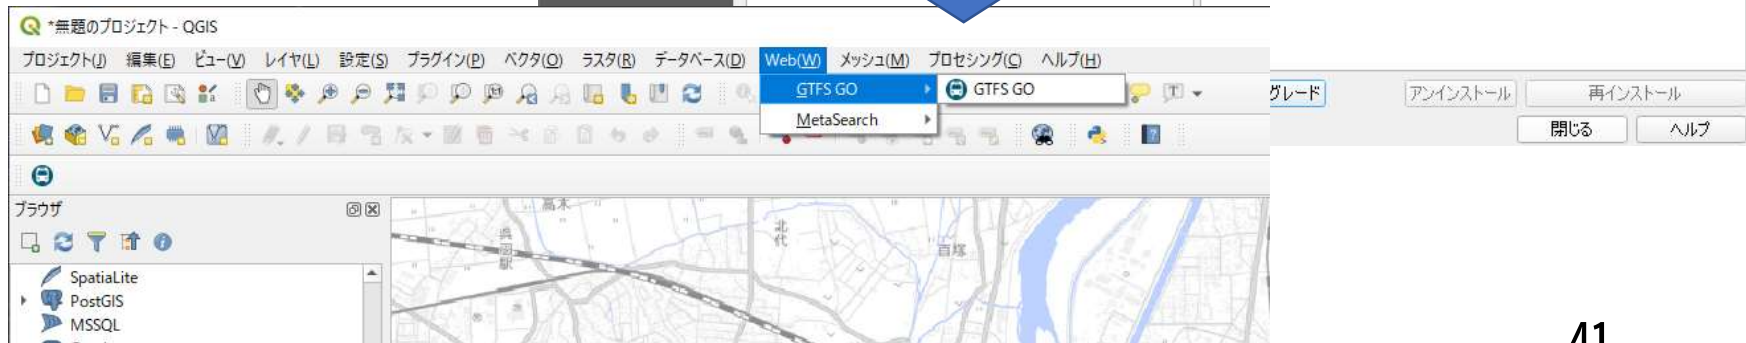 *無題のプロジェクト - QGIS
プロジェクト(J) 編集(E) ビュー(V) レイヤ(L) 設定(S) プラグイン(P) ベクタ(O) ラスタ(R) データベース(D) Web(W) メッシュ(M) プロセシング(C) ヘルプ(H)
GTFS GO GTFS GO
MetaSearch
グレード アンインストール 再インストール
閉じる ヘルプ
ブラウザ
SpatiaLite
PostGIS
MSSQL
高木
呉羽駅
北代
百塚
41